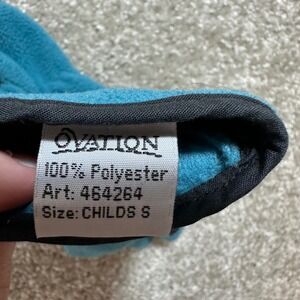 OVATION
100% Polyester
Art: 464264
Size: CHILDS S